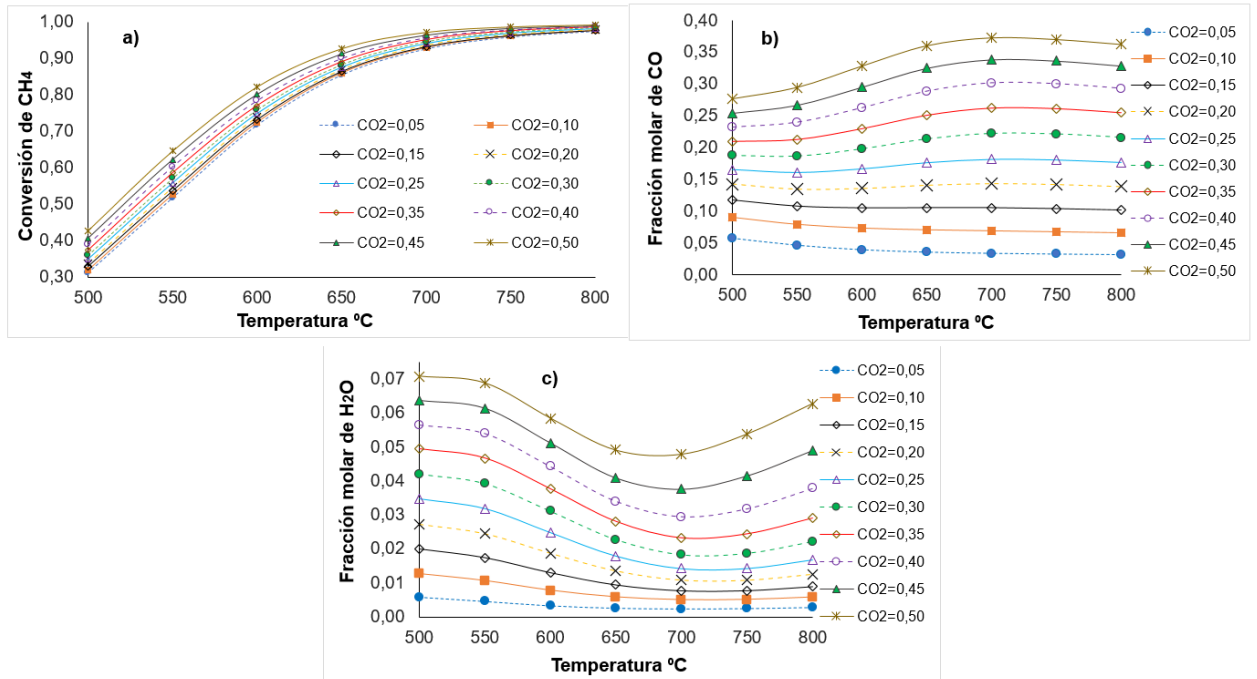 a)
Conversión de CH4
1,00
0,90
0,80
0,70
0,60
0,50
0,40
0,30
500 550 600 650 700 750 800
Temperatura ºC
CO2=0,05 CO2=0,10
CO2=0,15 CO2=0,20
CO2=0,25 CO2=0,30
CO2=0,35 CO2=0,40
CO2=0,45 CO2=0,50
b)
Fracción molar de CO
0,40
0,35
0,30
0,25
0,20
0,15
0,10
0,05
0,00
500 550 600 650 700 750 800
Temperatura ºC
CO2=0,05
CO2=0,10
CO2=0,15
CO2=0,20
CO2=0,25
CO2=0,30
CO2=0,35
CO2=0,40
CO2=0,45
CO2=0,50
c)
Fracción molar de H2O
0,07
0,06
0,05
0,04
0,03
0,02
0,01
0,00
500 550 600 650 700 750 800
Temperatura ºC
CO2=0,05
CO2=0,10
CO2=0,15
CO2=0,20
CO2=0,25
CO2=0,30
CO2=0,35
CO2=0,40
CO2=0,45
CO2=0,50